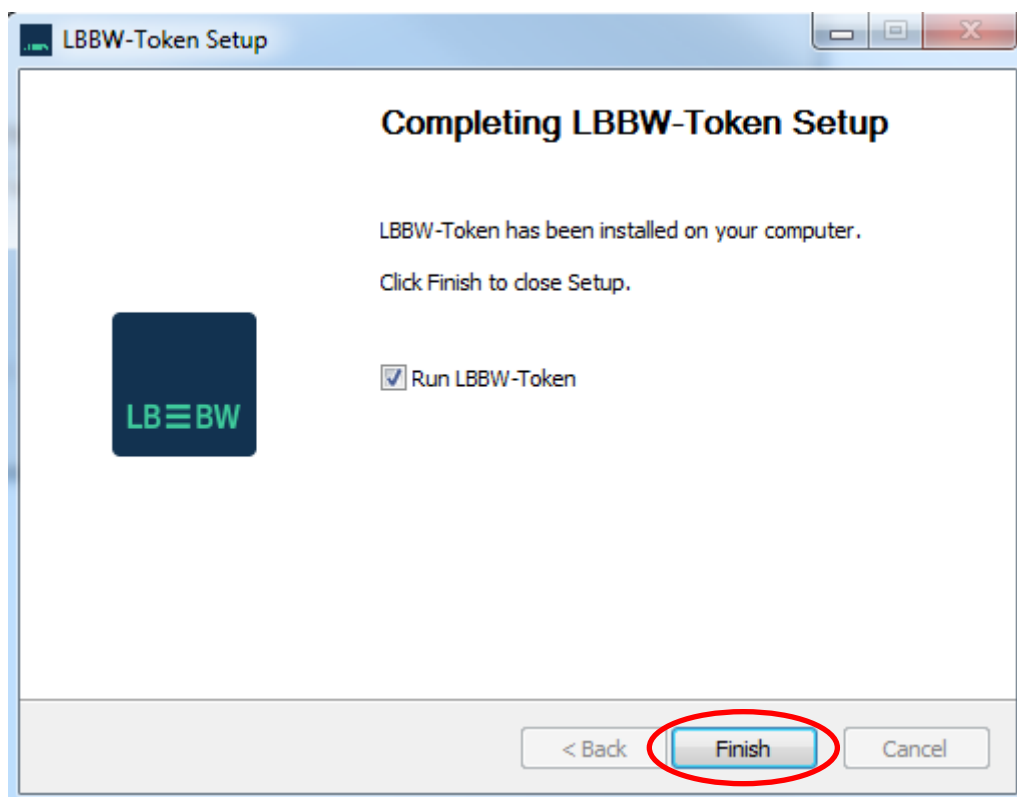 LBBW-Token Setup
Completing LBBW-Token Setup
LBBW-Token has been installed on your computer.
Click Finish to close Setup.
Run LBBW-Token
LB≡BW
< Back Finish Cancel